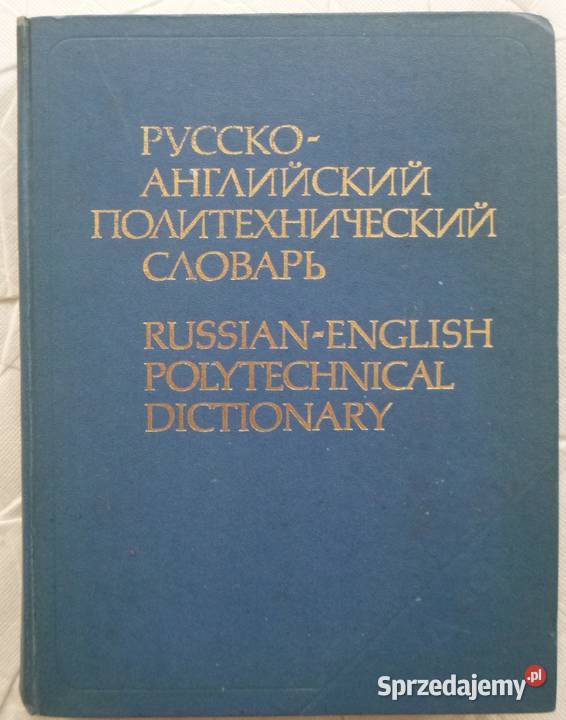 РУССКО-
АНГЛИЙСКИЙ
ПОЛИТЕХНИЧЕСКИЙ
СЛОВАРЬ
RUSSIAN-ENGLISH
POLYTECHNICAL
DICTIONARY
Sprzedajemy.pl